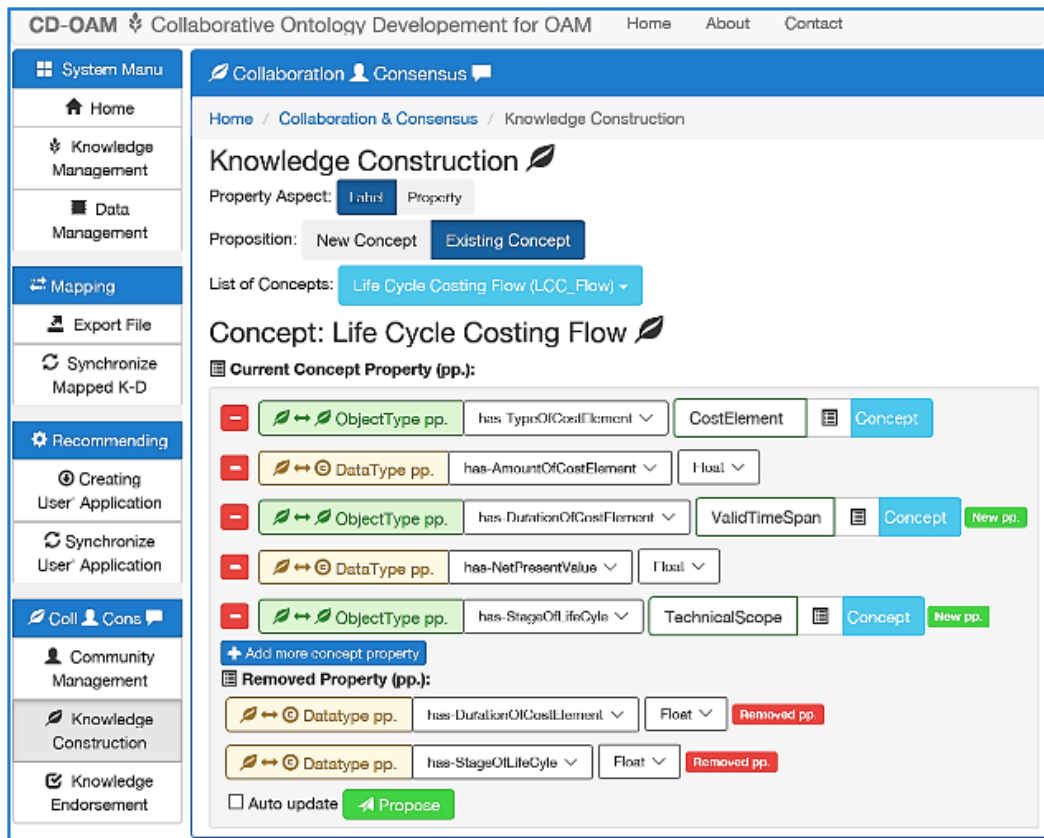 CD-OAM Collaborative Ontology Developement for OAM Home About Contact
System Manu
Home
Knowledge
Management
Data
Management
Mapping
Export File
Synchronize
Mapped K-D
Recommending
Creating
User' Application
Synchronize
User' Application
Coll Cons
Community
Management
Knowledge
Construction
Knowledge
Endorsement
Collaboration Consensus
Home / Collaboration & Consensus / Knowledge Construction
Knowledge Construction
Property Aspect: Label Property
Proposition: New Concept Existing Concept
List of Concepts: Life Cycle Costing Flow (LCC_Flow)
Concept: Life Cycle Costing Flow
Current Concept Property (pp.):
ObjectType pp. has-TypeOfCostElement CostElement Concept
DataType pp. has-AmountOfCostElement Float
ObjectType pp. has-DurationOfCostElement ValidTimeSpan Concept New pp.
DataType pp. has-NetPresentValue Float
ObjectType pp. has-StageOfLifeCyle TechnicalScope Concept New pp.
Add more concept property
Removed Property (pp.):
Datatype pp. has-DurationOfCostElement Float Removed pp.
Datatype pp. has-StageOfLifeCyle Float Removed pp.
Auto update Propose